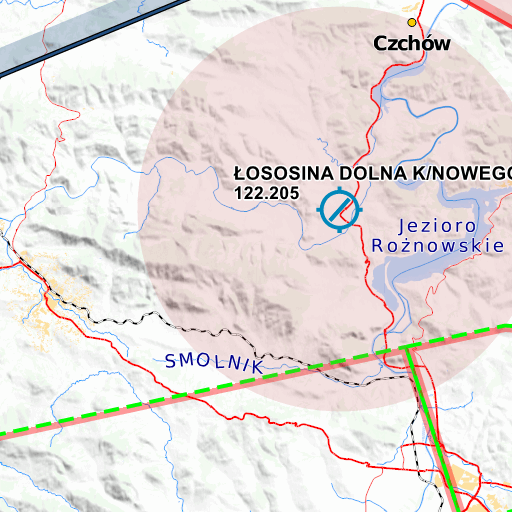 Czchów
ŁOSOSINA DOLNA K/NOWEGO
122.205
Jezioro
Rożnowskie
SMOLNIK